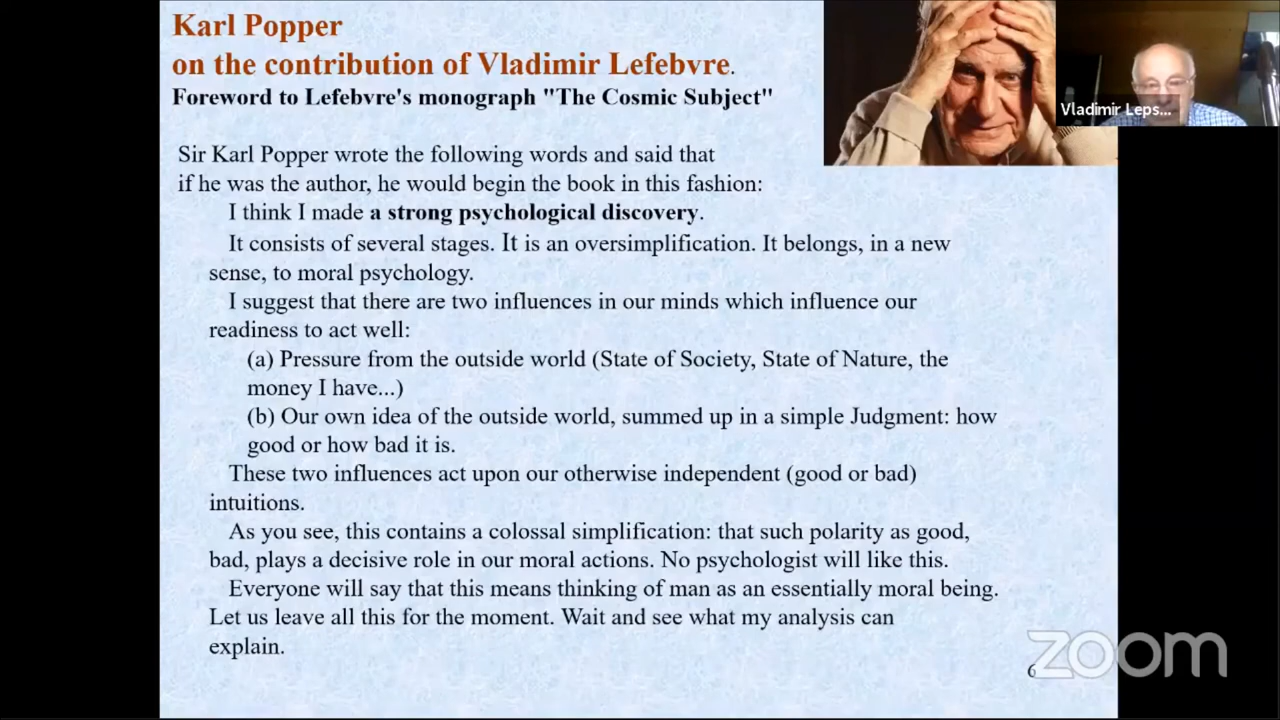 Karl Popper
on the contribution of Vladimir Lefebvre.
Foreword to Lefebvre's monograph "The Cosmic Subject"
Vladimir Leps...
Sir Karl Popper wrote the following words and said that
if he was the author, he would begin the book in this fashion:
I think I made a strong psychological discovery.
It consists of several stages. It is an oversimplification. It belongs, in a new
sense, to moral psychology.
I suggest that there are two influences in our minds which influence our
readiness to act well:
(a) Pressure from the outside world (State of Society, State of Nature, the
money I have...)
(b) Our own idea of the outside world, summed up in a simple Judgment: how
good or how bad it is.
These two influences act upon our otherwise independent (good or bad)
intuitions.
As you see, this contains a colossal simplification: that such polarity as good,
bad, plays a decisive role in our moral actions. No psychologist will like this.
Everyone will say that this means thinking of man as an essentially moral being.
Let us leave all this for the moment. Wait and see what my analysis can
explain.
zoom
6